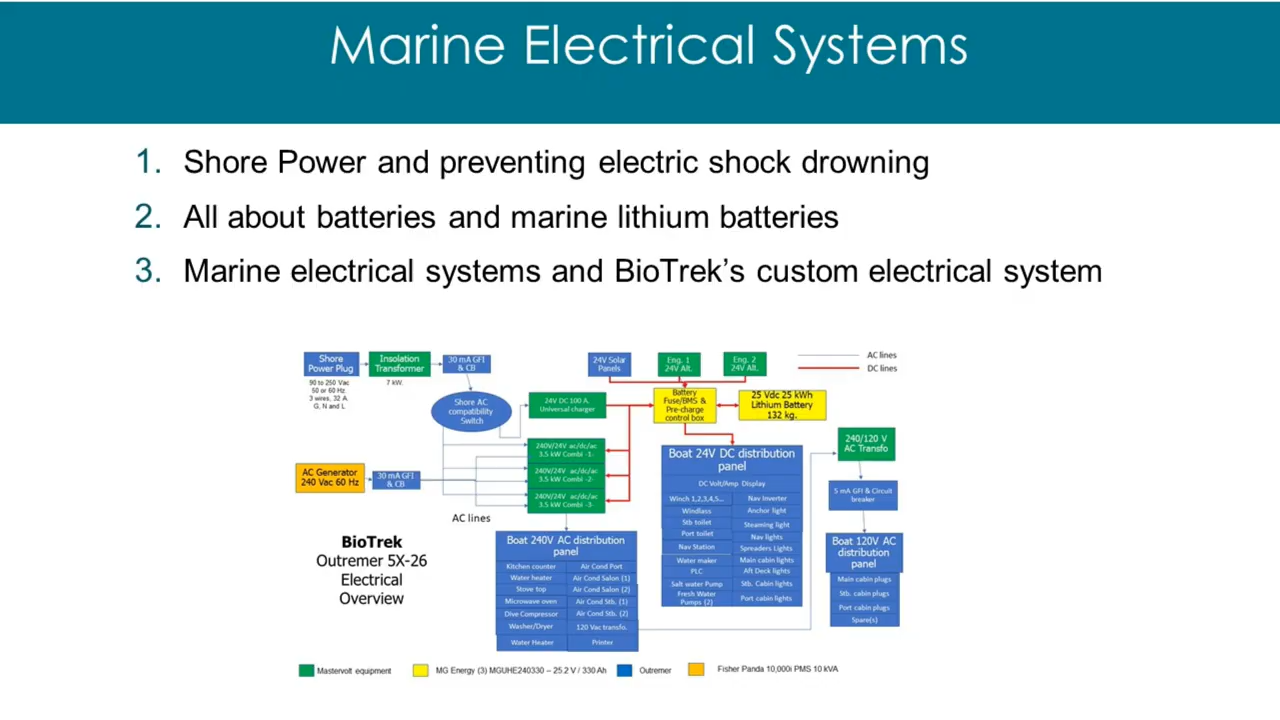 Marine Electrical Systems
1. Shore Power and preventing electric shock drowning
2. All about batteries and marine lithium batteries
3. Marine electrical systems and BioTrek's custom electrical system
Shore
Power Plug
90 to 250 Vac
50 or 60 Hz.
3 wires, 32 A.
G, N and L
Insolation
Transformer
7 kW.
30 mA GFI
& CB
24V Solar
Panels
Eng. 1
24V Alt.
Eng. 2
24V Alt.
AC lines
DC lines
Shore AC
compatibility
Switch
24V DC 100 A.
Universal charger
Battery
Fuse/BMS &
Pre-charge
control box
25 Vdc 25 kWh
Lithium Battery
132 kg.
240V/24V ac/dc/ac
3.5 kW Combi -1-
240V/24V ac/dc/ac
3.5 kW Combi -2-
240V/24V ac/dc/ac
3.5 kW Combi -3-
AC Generator
240 Vac 60 Hz
30 mA GFI
& CB
AC lines
Boat 24V DC distribution
panel
DC Volt/Amp Display
Winch 1,2,3,4,5... Nav Inverter
Windlass Anchor light
Stb toilet Steaming light
Port toilet Nav lights
Nav Station Spreaders Lights
Water maker Main cabin lights
PLC Aft Deck lights
Salt water Pump Stb. Cabin lights
Fresh Water
Pumps (2)
Port cabin lights
240/120 V
AC Transfo
5 mA GFI & Circuit
breaker
Boat 120V AC
distribution
panel
Main cabin plugs
Stb. cabin plugs
Port cabin plugs
Spare(s)
BioTrek
Outremer 5X-26
Electrical
Overview
Boat 240V AC distribution
panel
Kitchen counter Air Cond Port
Water heater Air Cond Salon (1)
Stove top Air Cond Salon (2)
Microwave oven Air Cond Stb. (1)
Dive Compressor Air Cond Stb. (2)
Washer/Dryer 120 Vac transfo.
Water Heater Printer
Mastervolt equipment
MG Energy (3) MGUHE240330 – 25.2 V / 330 Ah
Outremer
Fisher Panda 10,000i PMS 10 kVA